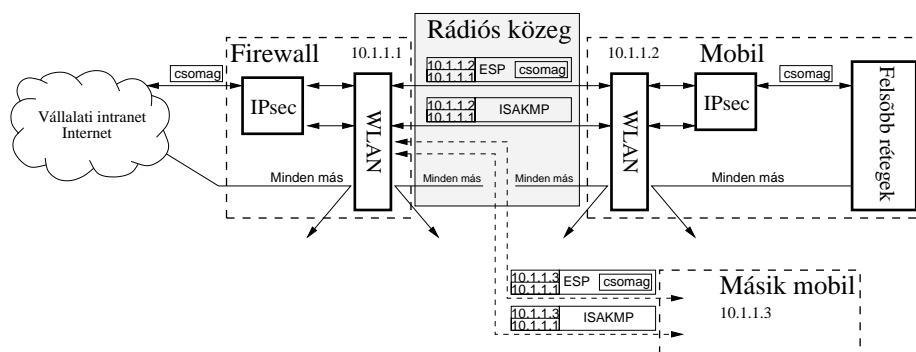 Rádiós közeg
Firewall
10.1.1.1
10.1.1.2
Mobil
csomag
10.1.1.2
10.1.1.1
ESP
csomag
csomag
IPsec
WLAN
10.1.1.2
10.1.1.1
ISAKMP
WLAN
IPsec
Felsõbb rétegek
Vállalati intranet
Internet
Minden más
Minden más
Minden más
Minden más
10.1.1.3
10.1.1.1
ESP
csomag
Másik mobil
10.1.1.3
10.1.1.3
10.1.1.1
ISAKMP